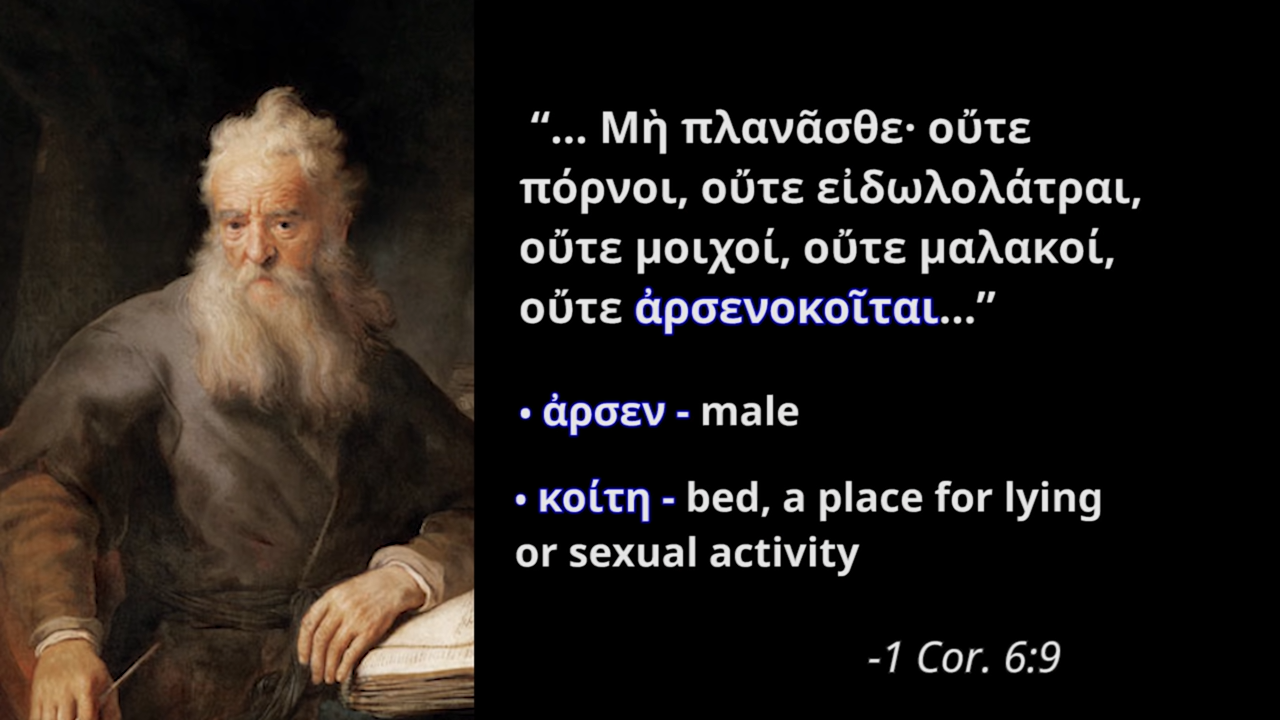 “... Μὴ πλανᾶσθε· οὔτε
πόρνοι, οὔτε εἰδωλολάτραι,
οὔτε μοιχοί, οὔτε μαλακοί,
οὔτε ἀρσενοκοῖται...”
• ἀρσεν - male
• κοίτη - bed, a place for lying
or sexual activity
-1 Cor. 6:9